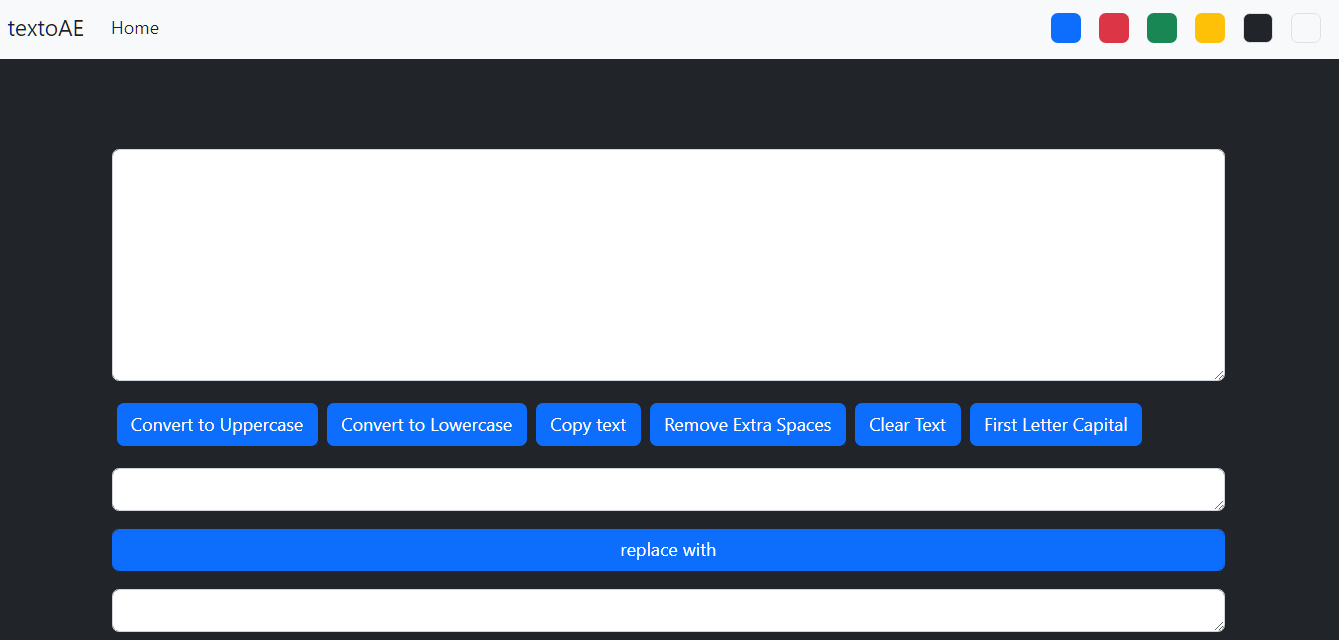 textoAE Home
Convert to Uppercase Convert to Lowercase Copy text Remove Extra Spaces Clear Text First Letter Capital
replace with